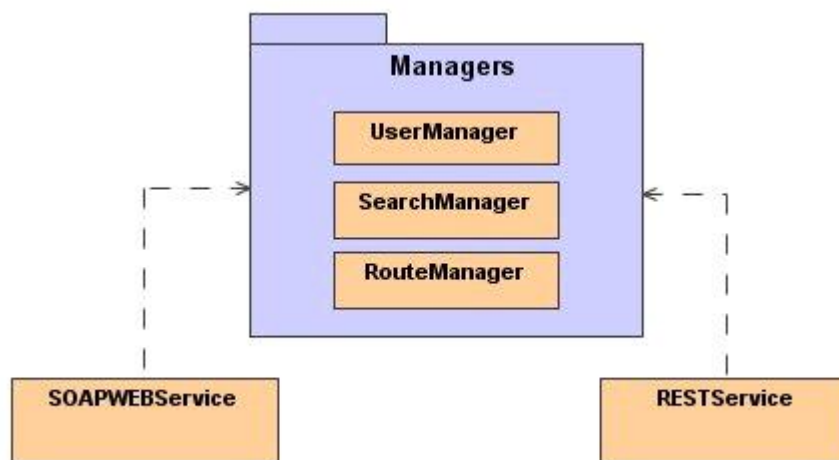 Managers
UserManager
SearchManager
RouteManager
SOAPWEBService
RESTService